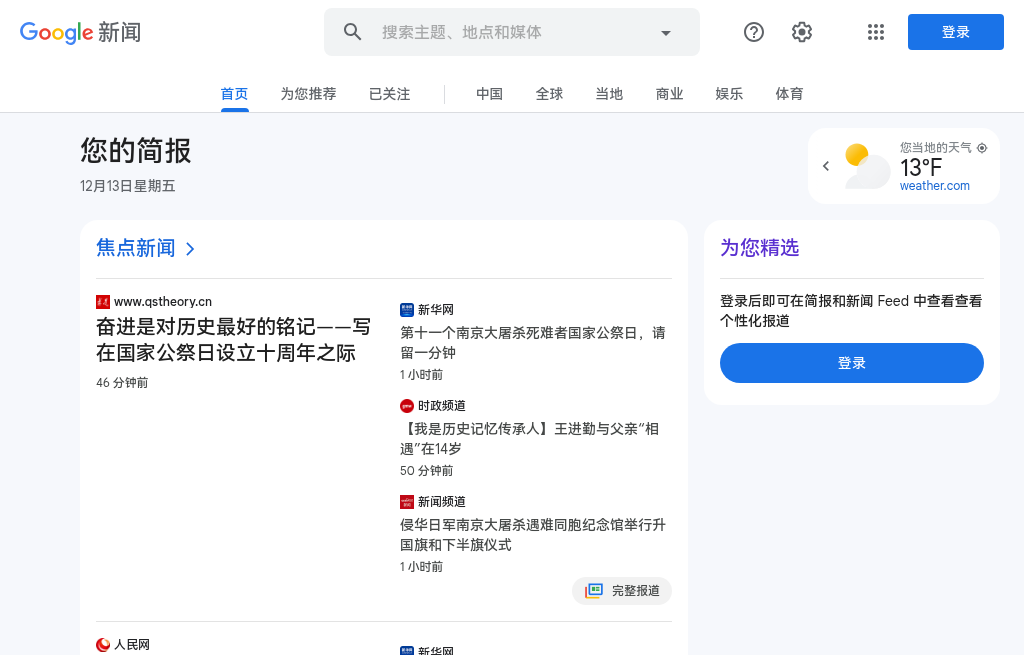 Google 新闻
搜索主题、地点和媒体
登录
首页
为您推荐
已关注
中国
全球
当地
商业
娱乐
体育
您的简报
12月13日星期五
您当地的天气
13°F
weather.com
焦点新闻
www.qstheory.cn
奋进是对历史最好的铭记——写
在国家公祭日设立十周年之际
46 分钟前
新华网
第十一个南京大屠杀死难者国家公祭日，请
留一分钟
1 小时前
时政频道
【我是历史记忆传承人】王进勤与父亲“相
遇”在14岁
50 分钟前
新闻频道
侵华日军南京大屠杀遇难同胞纪念馆举行升
国旗和下半旗仪式
1 小时前
完整报道
人民网
新华网
为您精选
登录后即可在简报和新闻 Feed 中查看查看
个性化报道
登录